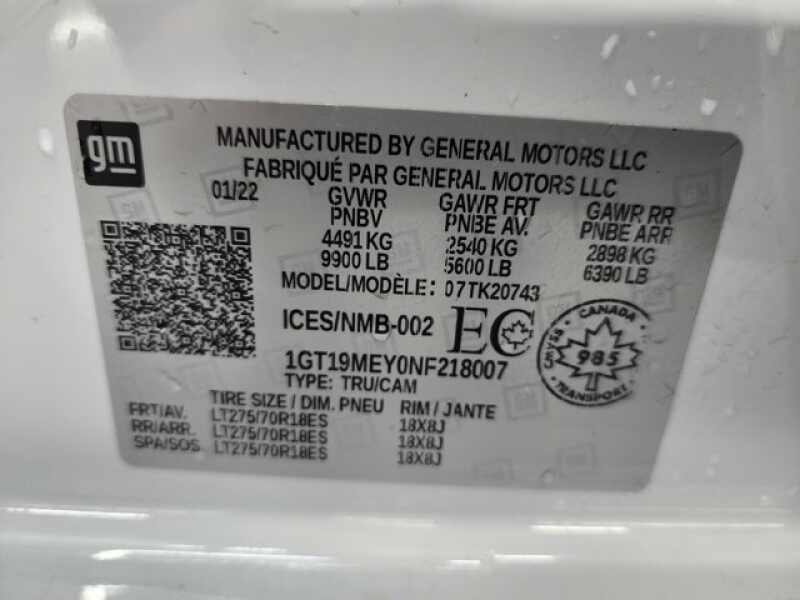 gm
MANUFACTURED BY GENERAL MOTORS LLC
FABRIQUÉ PAR GENERAL MOTORS LLC
01/22
GVWR GAWR FRT GAWR RR
PNBV PNBE AV. PNBE ARR
4491 KG 2540 KG 2898 KG
9900 LB 5600 LB 6390 LB
MODEL/MODÈLE: 07TK20743
ICES/NMB-002 EC
CANADA
985
TRANSPORT
1GT19MEY0NF218007
TYPE: TRU/CAM
TIRE SIZE / DIM. PNEU RIM / JANTE
FRT/AV. LT275/70R18ES 18X8J
RR/ARR. LT275/70R18ES 18X8J
SPA/SOS LT275/70R18ES 18X8J